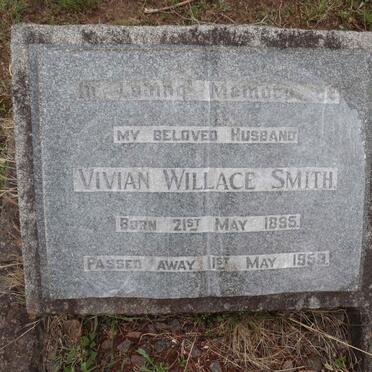 In Loving Memory of
MY BELOVED HUSBAND
VIVIAN WILLACE SMITH.
BORN 21ST MAY 1895.
PASSED AWAY 1ST MAY 1959.